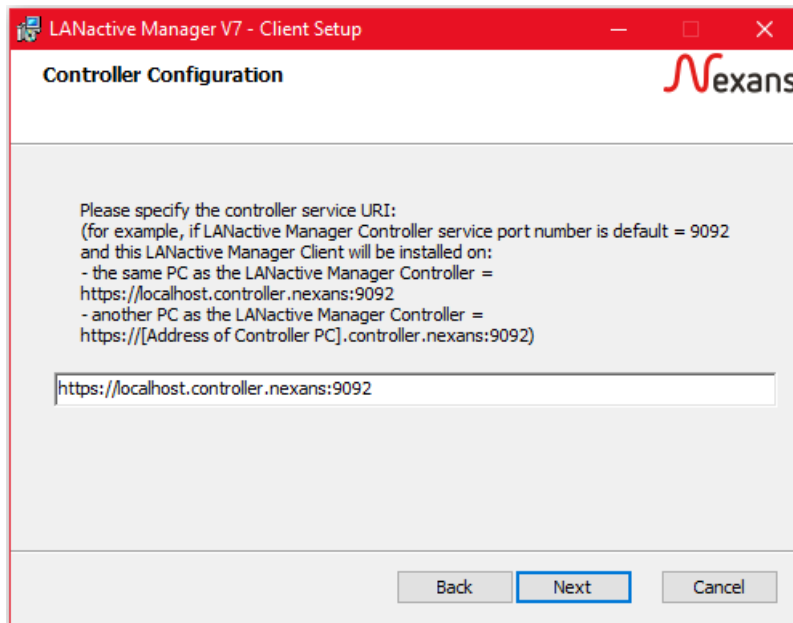 LANactive Manager V7 - Client Setup
Controller Configuration
Nexans
Please specify the controller service URI:
(for example, if LANactive Manager Controller service port number is default = 9092
and this LANactive Manager Client will be installed on:
- the same PC as the LANactive Manager Controller =
https://localhost.controller.nexans:9092
- another PC as the LANactive Manager Controller =
https://[Address of Controller PC].controller.nexans:9092)
https://localhost.controller.nexans:9092
Back Next Cancel